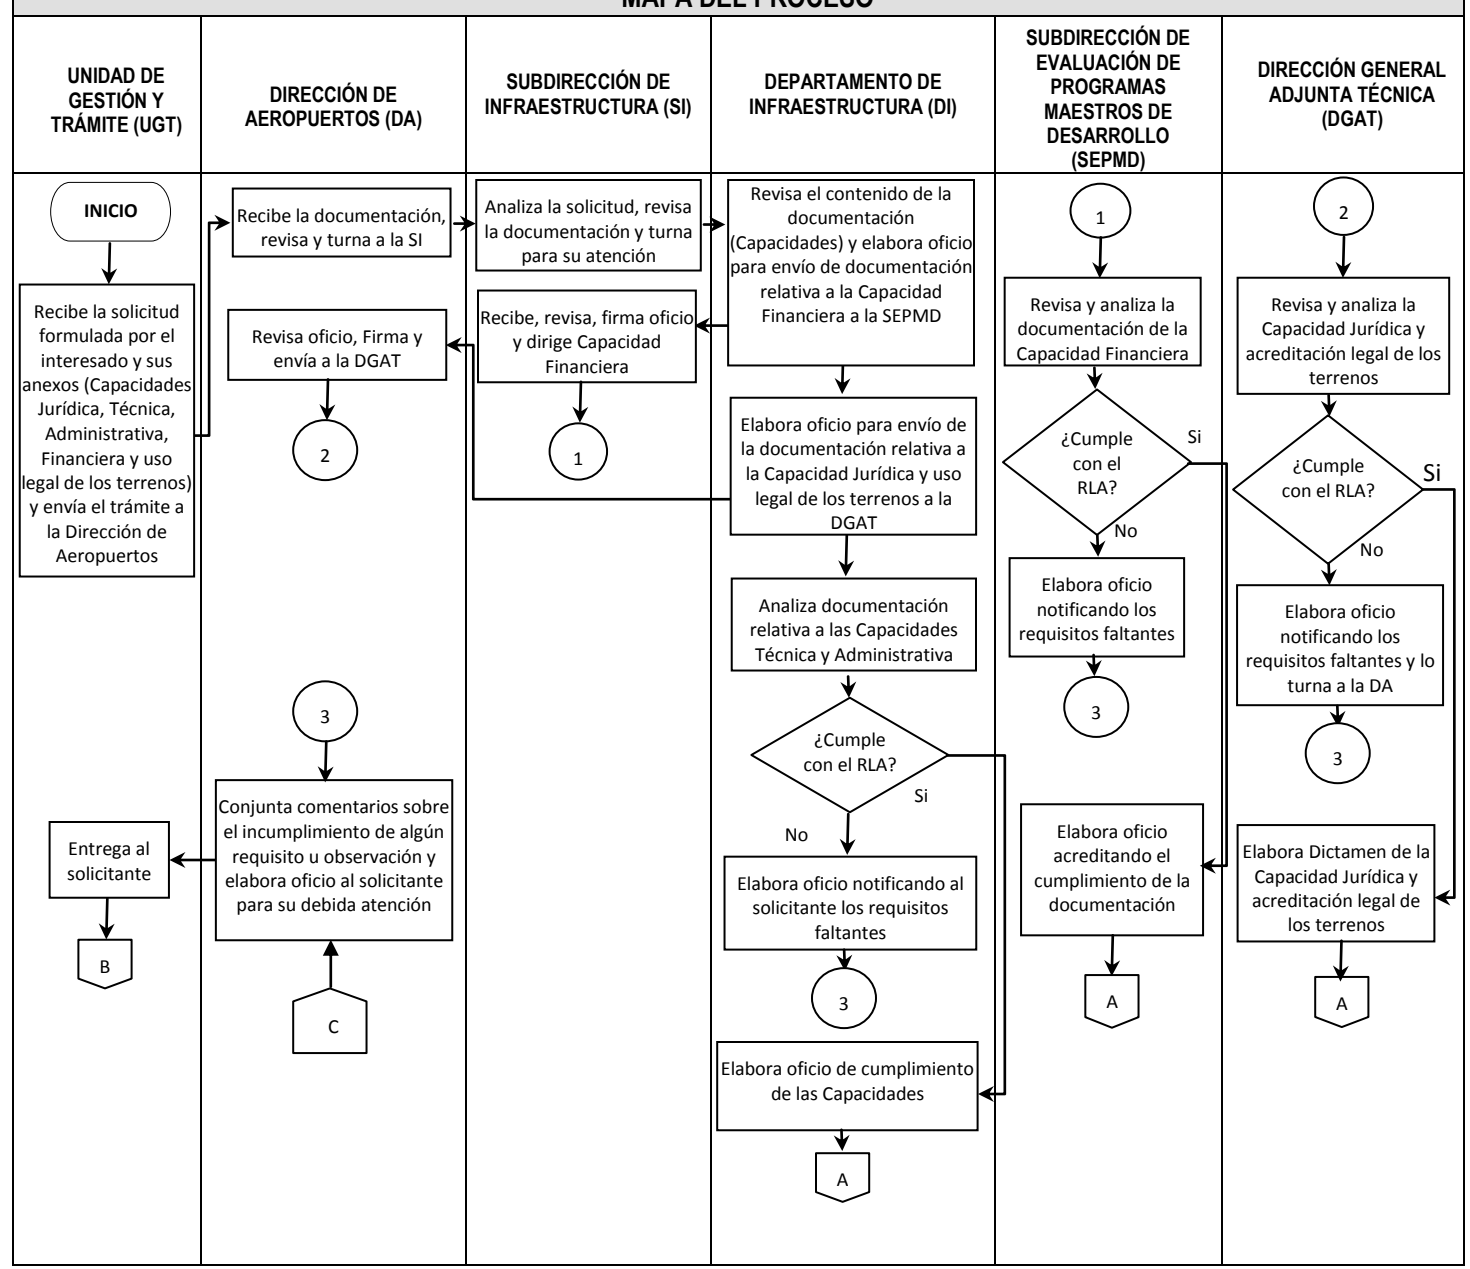 MAPA DEL PROCESO
UNIDAD DE
GESTIÓN Y
TRÁMITE (UGT)
DIRECCIÓN DE
AEROPUERTOS (DA)
SUBDIRECCIÓN DE
INFRAESTRUCTURA (SI)
DEPARTAMENTO DE
INFRAESTRUCTURA (DI)
SUBDIRECCIÓN DE
EVALUACIÓN DE
PROGRAMAS
MAESTROS DE
DESARROLLO
(SEPMD)
DIRECCIÓN GENERAL
ADJUNTA TÉCNICA
(DGAT)
INICIO
Recibe la solicitud
formulada por el
interesado y sus
anexos (Capacidades
Jurídica, Técnica,
Administrativa,
Financiera y uso
legal de los terrenos)
y envía el trámite a
la Dirección de
Aeropuertos
Entrega al
solicitante
B
Recibe la documentación,
revisa y turna a la SI
Revisa oficio, Firma y
envía a la DGAT
2
3
Conjunta comentarios sobre
el incumplimiento de algún
requisito u observación y
elabora oficio al solicitante
para su debida atención
C
Analiza la solicitud, revisa
la documentación y turna
para su atención
Recibe, revisa, firma oficio
y dirige Capacidad
Financiera
1
Revisa el contenido de la
documentación
(Capacidades) y elabora oficio
para envío de documentación
relativa a la Capacidad
Financiera a la SEPMD
Elabora oficio para envío de
la documentación relativa a
la Capacidad Jurídica y uso
legal de los terrenos a la
DGAT
Analiza documentación
relativa a las Capacidades
Técnica y Administrativa
¿Cumple
con el RLA?
Si
No
Elabora oficio notificando al
solicitante los requisitos
faltantes
3
Elabora oficio de cumplimiento
de las Capacidades
A
1
Revisa y analiza la
documentación de la
Capacidad Financiera
¿Cumple
con el
RLA?
Si
No
Elabora oficio
notificando los
requisitos faltantes
3
Elabora oficio
acreditando el
cumplimiento de la
documentación
A
2
Revisa y analiza la
Capacidad Jurídica y
acreditación legal de los
terrenos
¿Cumple
con el RLA?
Si
No
Elabora oficio
notificando los
requisitos faltantes y lo
turna a la DA
3
Elabora Dictamen de la
Capacidad Jurídica y
acreditación legal de
los terrenos
A